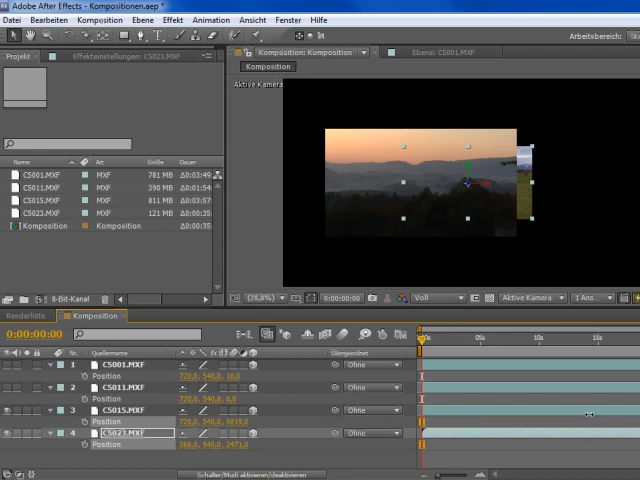 Adobe After Effects - Kompositionen.aep *
Datei Bearbeiten Komposition Ebene Effekt Animation Ansicht Fenster Hilfe
Arbeitsbereich:
Projekt Effekteinstellungen: CS023.MXF
Komposition: Komposition Ebene: CS001.MXF
Komposition
Aktive Kamera
Name Art Größe Dauer
CS001.MXF MXF 781 MB Δ0:03:49:
CS011.MXF MXF 390 MB Δ0:01:54:
CS015.MXF MXF 811 MB Δ0:03:57:
CS023.MXF MXF 121 MB Δ0:00:35:
Komposition Komposition Δ0:00:35:
8-Bit-Kanal
(28,8%) 0:00:00:00 Voll Aktive Kamera 1 Ans...
Renderliste Komposition
0:00:00:00
05s 10s 15s
Nr. Quellenname Übergeordnet
1 CS001.MXF Ohne
Position 720,0, 540,0, 10,0
2 CS011.MXF Ohne
Position 720,0, 540,0, 0,0
3 CS015.MXF Ohne
Position 720,0, 540,0, 9819,0
4 CS023.MXF Ohne
Position 368,0, 540,0, 2471,0
Schalter/Modi aktivieren/deaktivieren